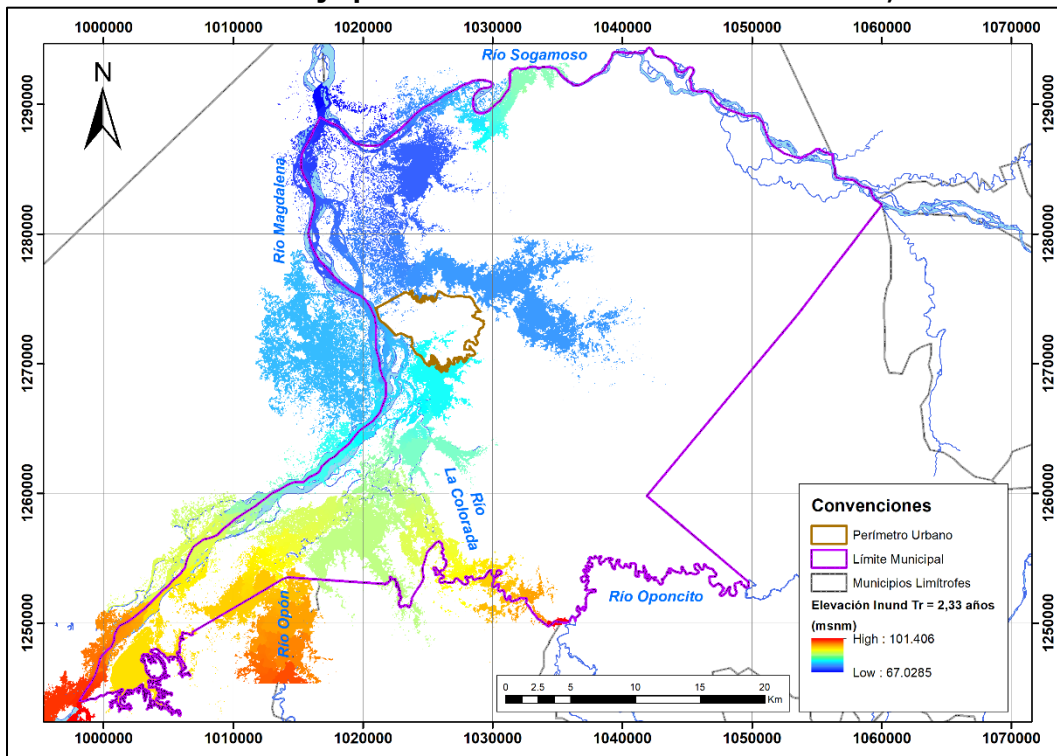 1000000 1010000 1020000 1030000 1040000 1050000 1060000 1070000
N
Río Sogamoso
1290000 1290000
Río Magdalena
1280000 1280000
1270000 1270000
1260000 1260000
Río
La Colorada
Río Opón
Río Oponcito
1250000 1250000
Convenciones
Perímetro Urbano
Límite Municipal
Municipios Limítrofes
Elevación Inund Tr = 2,33 años
(msnm)
High : 101.406
Low : 67.0285
0 2.5 5 10 15 20
Km
1000000 1010000 1020000 1030000 1040000 1050000 1060000 1070000